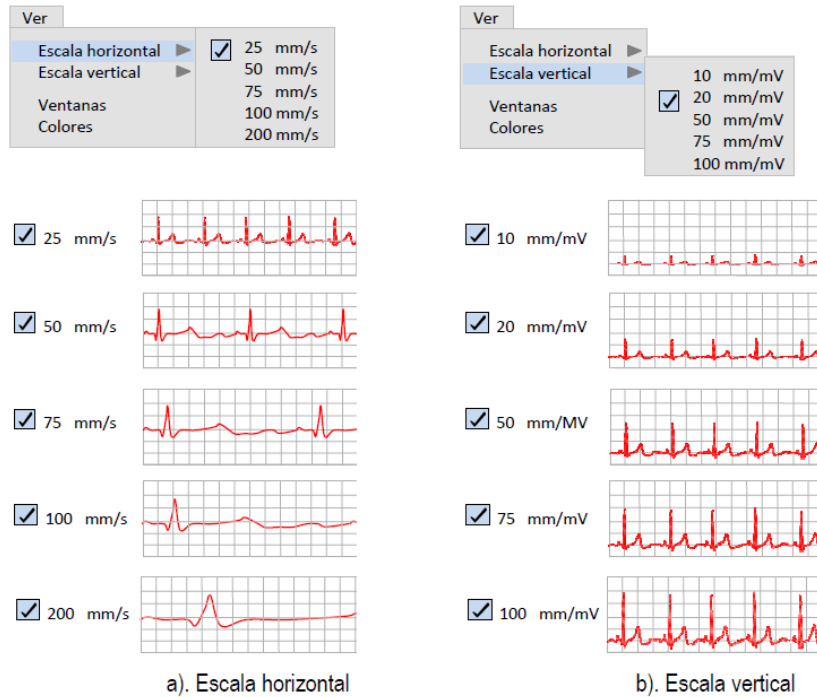 Ver
Escala horizontal
Escala vertical
Ventanas
Colores
25 mm/s
50 mm/s
75 mm/s
100 mm/s
200 mm/s
25 mm/s
50 mm/s
75 mm/s
100 mm/s
200 mm/s
a). Escala horizontal
Ver
Escala horizontal
Escala vertical
Ventanas
Colores
10 mm/mV
20 mm/mV
50 mm/mV
75 mm/mV
100 mm/mV
10 mm/mV
20 mm/mV
50 mm/MV
75 mm/mV
100 mm/mV
b). Escala vertical